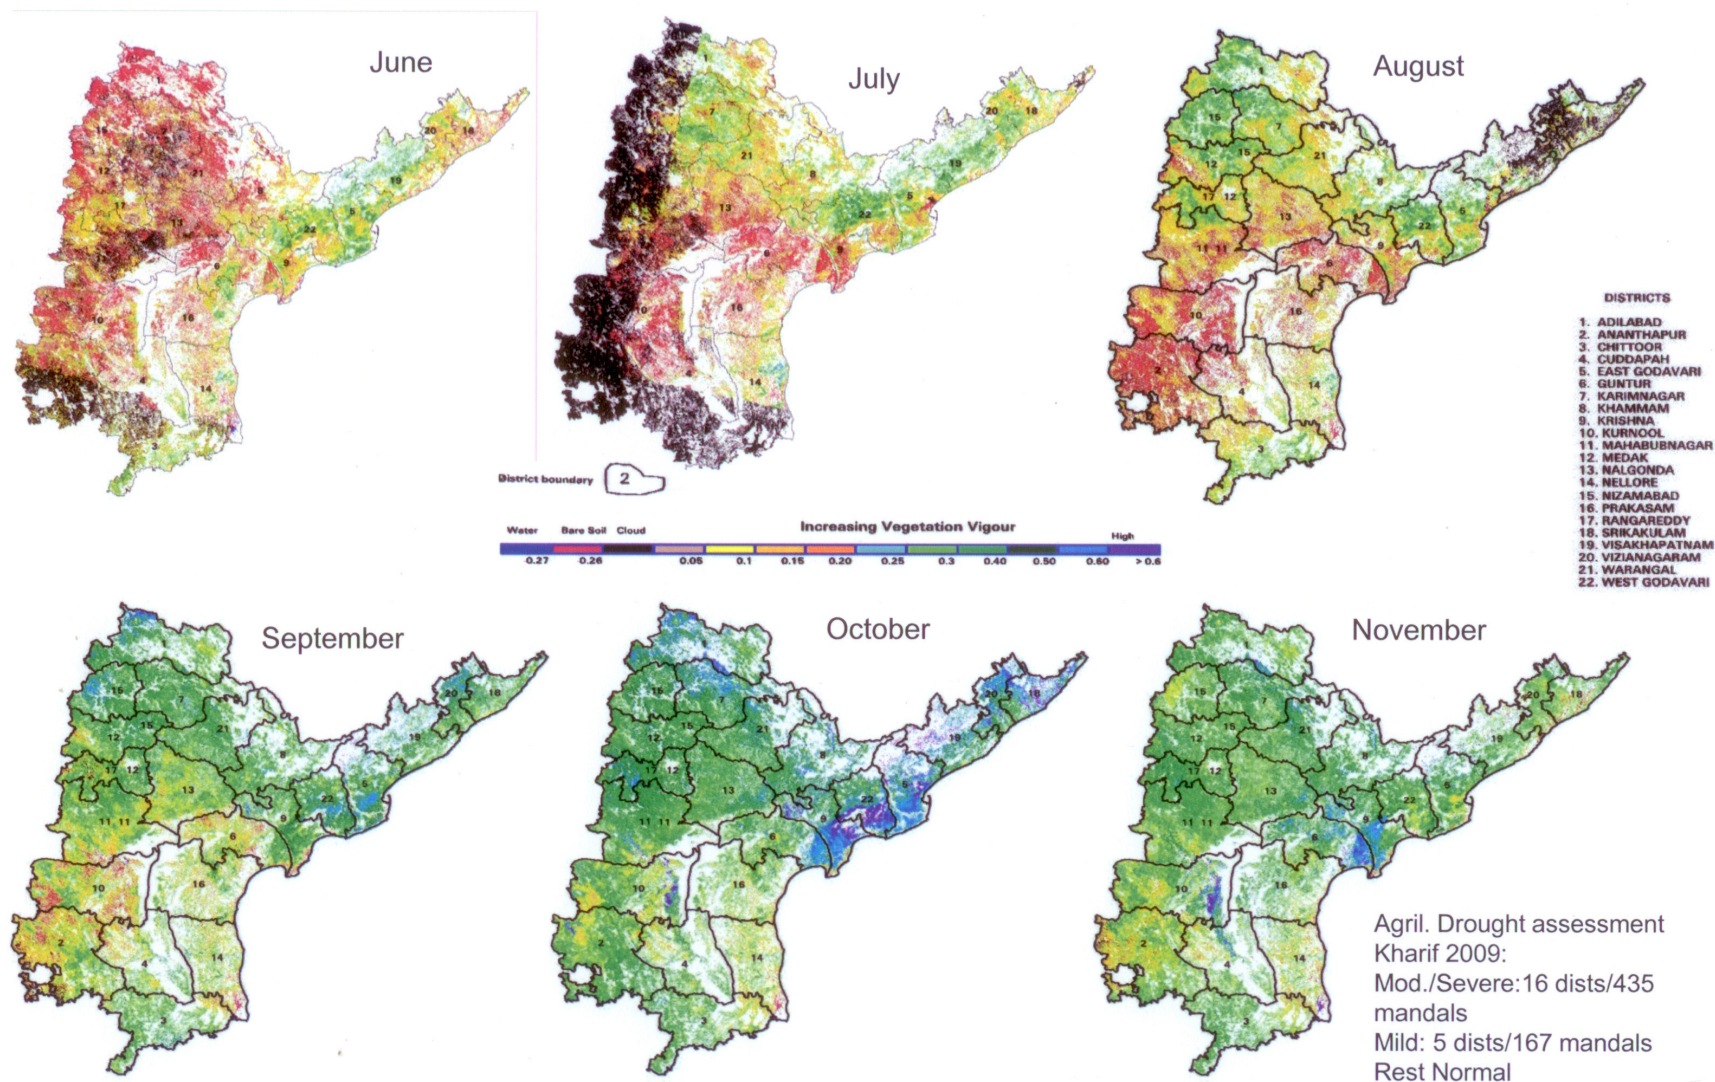 June
July
August
DISTRICTS
1. ADILABAD
2. ANANTHAPUR
3. CHITTOOR
4. CUDDAPAH
5. EAST GODAVARI
6. GUNTUR
7. KARIMNAGAR
8. KHAMMAM
9. KRISHNA
10. KURNOOL
11. MAHABUBNAGAR
12. MEDAK
13. NALGONDA
14. NELLORE
15. NIZAMABAD
16. PRAKASAM
17. RANGAREDDY
18. SRIKAKULAM
19. VISAKHAPATNAM
20. VIZIANAGARAM
21. WARANGAL
22. WEST GODAVARI
District boundary 2
Water Bare Soil Cloud Increasing Vegetation Vigour High
0.27 0.26 0.05 0.1 0.15 0.20 0.25 0.3 0.40 0.50 0.60 > 0.6
September
October
November
Agril. Drought assessment
Kharif 2009:
Mod./Severe:16 dists/435
mandals
Mild: 5 dists/167 mandals
Rest Normal